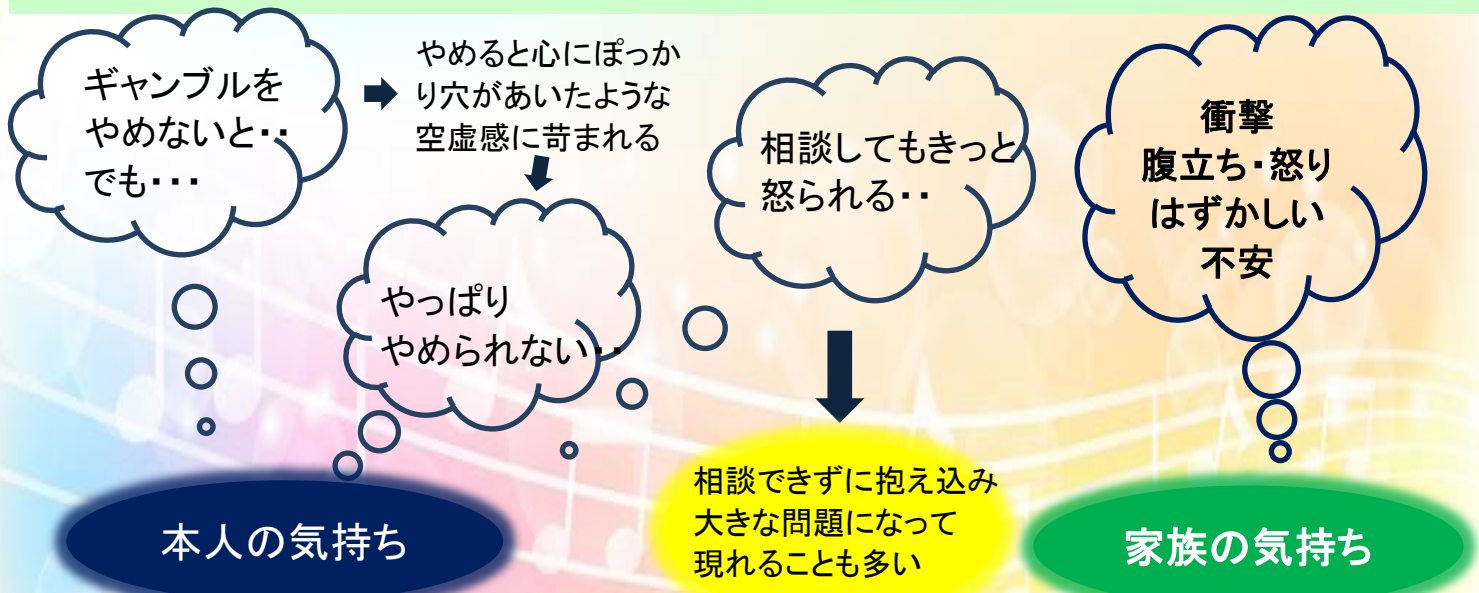 ギャンブルを
やめないと・・
でも・・・
やめると心にぽっか
り穴があいたような
空虚感に苛まれる
やっぱり
やめられない・・
相談してもきっと
怒られる・・
相談できずに抱え込み
大きな問題になって
現れることも多い
本人の気持ち
衝撃
腹立ち・怒り
はずかしい
不安
家族の気持ち